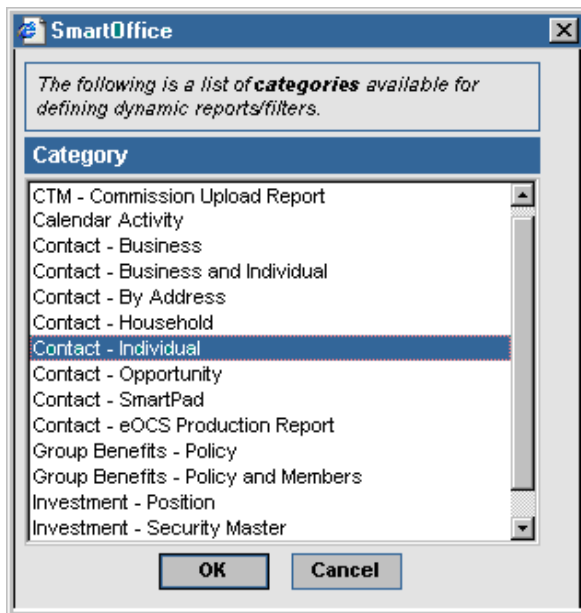 SmartOffice
The following is a list of categories available for
defining dynamic reports/filters.
Category
CTM - Commission Upload Report
Calendar Activity
Contact - Business
Contact - Business and Individual
Contact - By Address
Contact - Household
Contact - Individual
Contact - Opportunity
Contact - SmartPad
Contact - eOCS Production Report
Group Benefits - Policy
Group Benefits - Policy and Members
Investment - Position
Investment - Security Master
OK Cancel